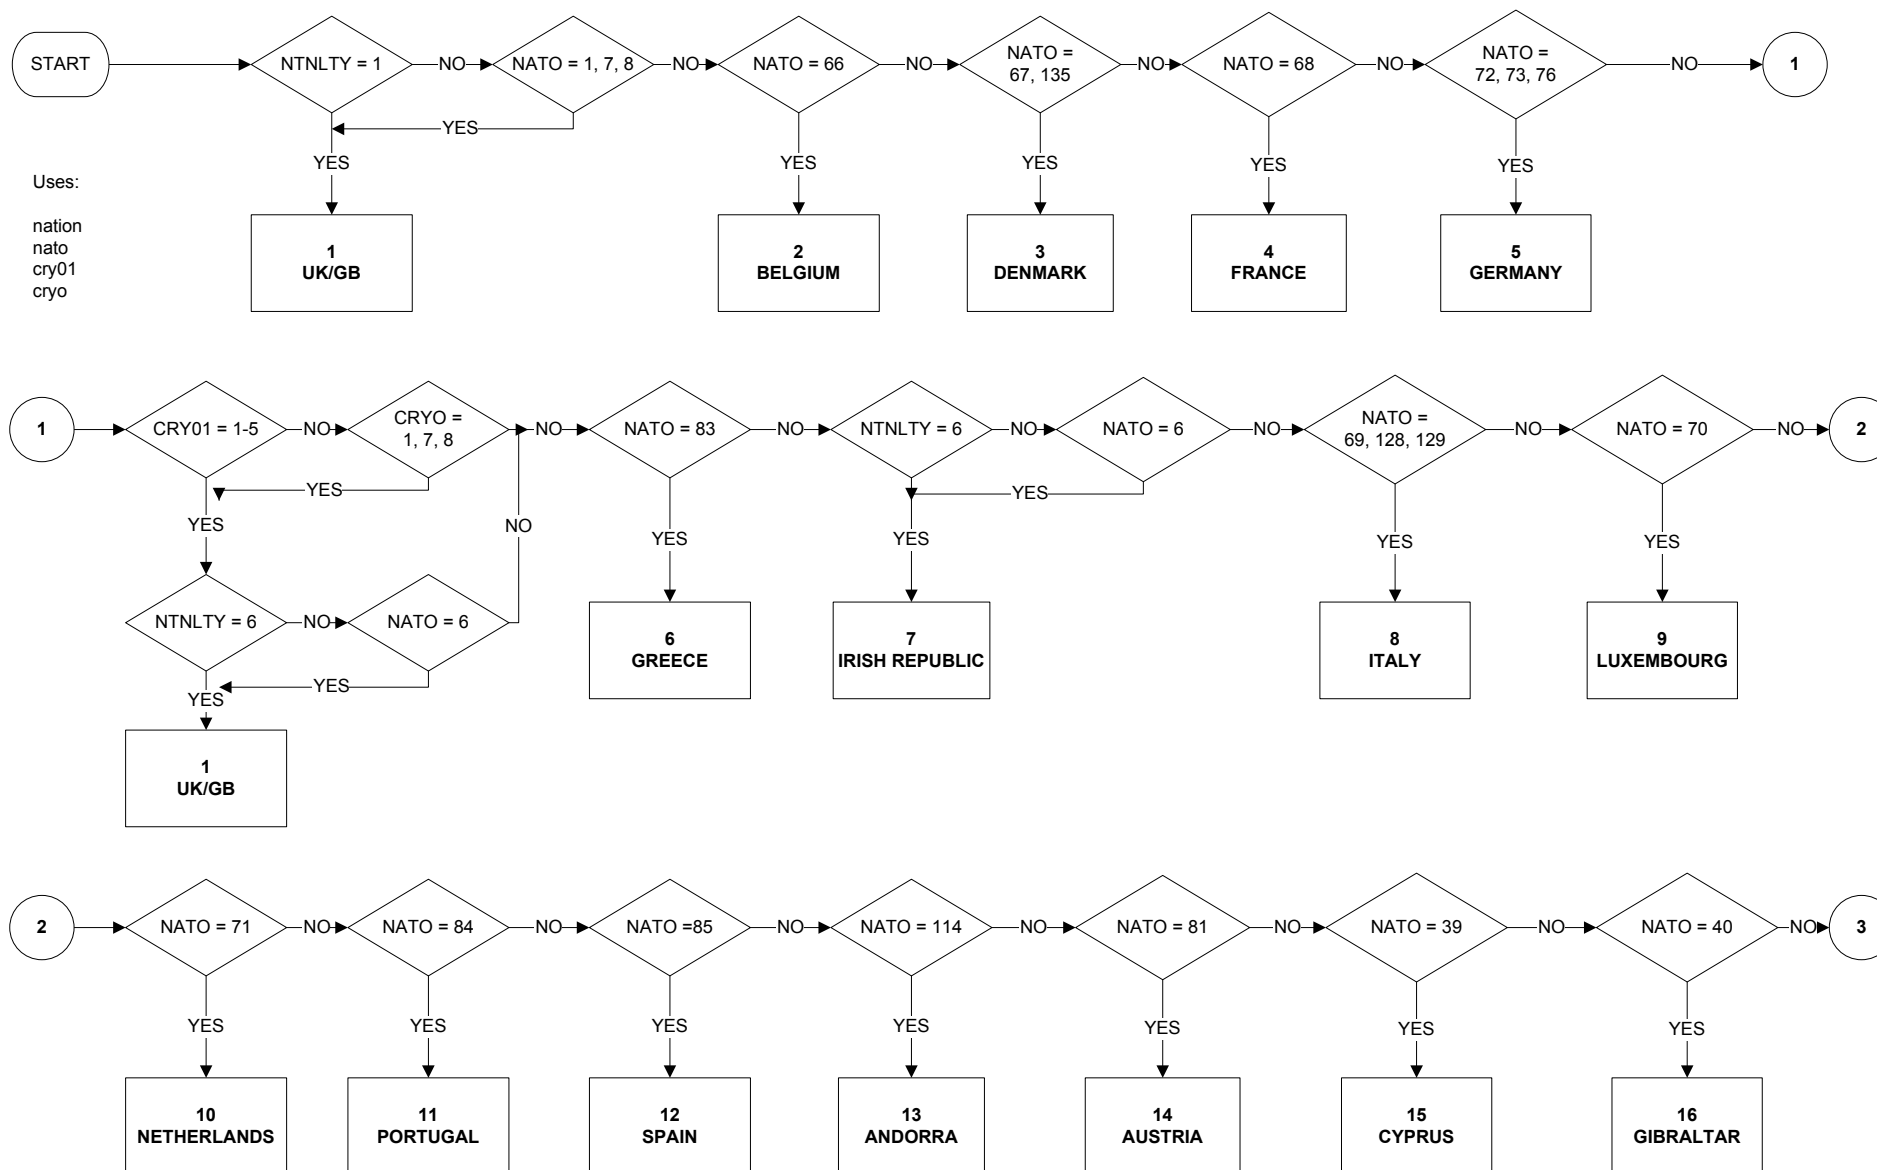 START
NTNLTY = 1
NO
NATO = 1, 7, 8
NO
NATO = 66
NO
NATO =
67, 135
NO
NATO = 68
NO
NATO =
72, 73, 76
NO
1
YES
YES
YES
YES
YES
YES
Uses:
nation
nato
cry01
cryo
1
UK/GB
2
BELGIUM
3
DENMARK
4
FRANCE
5
GERMANY
1
CRY01 = 1-5
NO
CRYO =
1, 7, 8
NO
NATO = 83
NO
NTNLTY = 6
NO
NATO = 6
NO
NATO =
69, 128, 129
NO
NATO = 70
NO
2
YES
YES
YES
NO
YES
YES
YES
YES
NTNLTY = 6
NO
NATO = 6
YES
YES
6
GREECE
7
IRISH REPUBLIC
8
ITALY
9
LUXEMBOURG
1
UK/GB
2
NATO = 71
NO
NATO = 84
NO
NATO =85
NO
NATO = 114
NO
NATO = 81
NO
NATO = 39
NO
NATO = 40
NO
3
YES
YES
YES
YES
YES
YES
YES
10
NETHERLANDS
11
PORTUGAL
12
SPAIN
13
ANDORRA
14
AUSTRIA
15
CYPRUS
16
GIBRALTAR